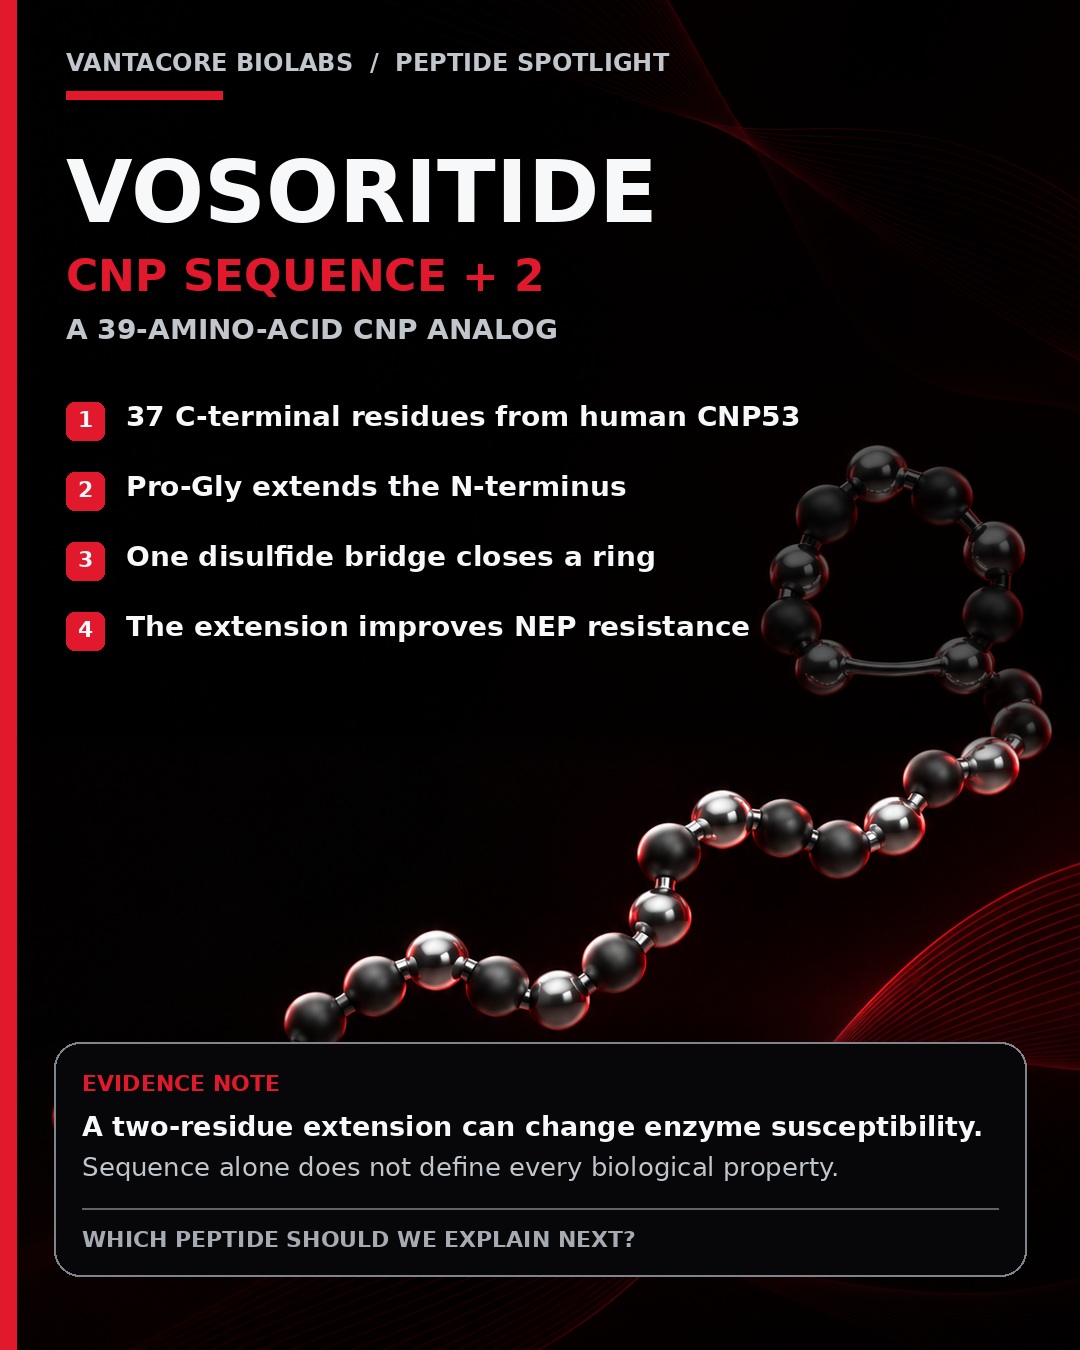 VANTACORE BIOLABS / PEPTIDE SPOTLIGHT
VOSORITIDE
CNP SEQUENCE + 2
A 39-AMINO-ACID CNP ANALOG
1 37 C-terminal residues from human CNP53
2 Pro-Gly extends the N-terminus
3 One disulfide bridge closes a ring
4 The extension improves NEP resistance
EVIDENCE NOTE
A two-residue extension can change enzyme susceptibility.
Sequence alone does not define every biological property.
WHICH PEPTIDE SHOULD WE EXPLAIN NEXT?